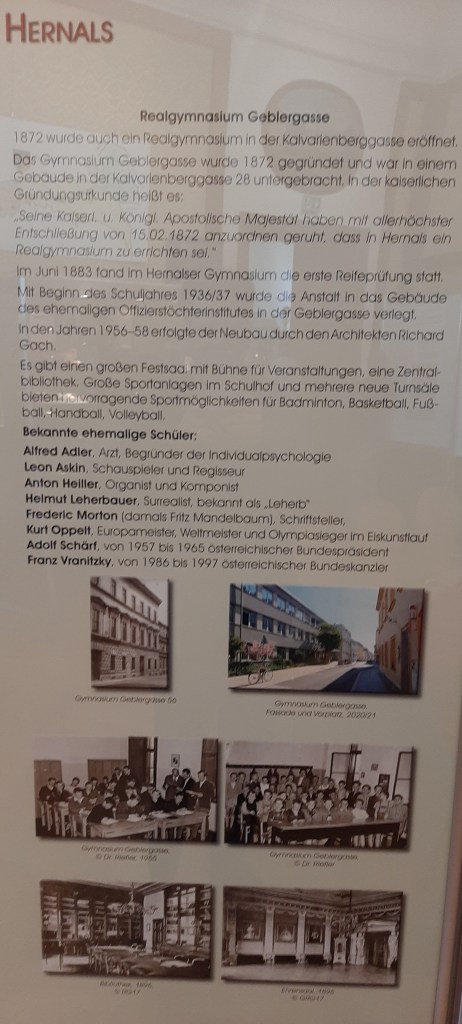 HERNALS
Realgymnasium Geblergasse
1872 wurde auch ein Realgymnasium in der Kalvarienberggasse eröffnet.
Das Gymnasium Geblergasse wurde 1872 gegründet und war in einem
Gebäude in der Kalvarienberggasse 28 untergebracht. In der kaiserlichen
Gründungsurkunde heißt es:
„Seine Kaiserl. u. Königl. Apostolische Majestät haben mit allerhöchster
Entschließung von 15.02.1872 anzuordnen geruht, dass in Hernals ein
Realgymnasium zu errichten sei."
Im Juni 1883 fand im Hernalser Gymnasium die erste Reifeprüfung statt.
Mit Beginn des Schuljahres 1936/37 wurde die Anstalt in das Gebäude
des ehemaligen Offizierstöchterinstitutes in der Geblergasse verlegt.
In den Jahren 1956–58 erfolgte der Neubau durch den Architekten Richard
Gach.
Es gibt einen großen Festsaal mit Bühne für Veranstaltungen, eine Zentral-
bibliothek. Große Sportanlagen im Schulhof und mehrere neue Turnsäle
bieten hervorragende Sportmöglichkeiten für Badminton, Basketball, Fuß-
ball, Handball, Volleyball.
Bekannte ehemalige Schüler:
Alfred Adler, Arzt, Begründer der Individualpsychologie
Leon Askin, Schauspieler und Regisseur
Anton Heiller, Organist und Komponist
Helmut Leherbauer, Surrealist, bekannt als „Leherb"
Frederic Morton (damals Fritz Mandelbaum), Schriftsteller,
Kurt Oppelt, Europameister, Weltmeister und Olympiasieger im Eiskunstlauf
Adolf Schärf, von 1957 bis 1965 österreichischer Bundespräsident
Franz Vranitzky, von 1986 bis 1997 österreichischer Bundeskanzler
Gymnasium Geblergasse 56
Gymnasium Geblergasse
Fassade und Vorplatz, 2020/21
Gymnasium Geblergasse
© Dr. 1955
Gymnasium Geblergasse
© Dr.
Bibliothek,